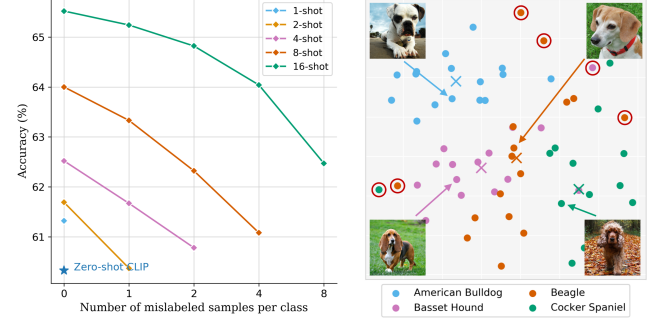 65
64
63
62
61
Accuracy (%)
1-shot
2-shot
4-shot
8-shot
16-shot
Zero-shot CLIP
0 1 2 4 8
Number of mislabeled samples per class
American Bulldog Beagle
Basset Hound Cocker Spaniel